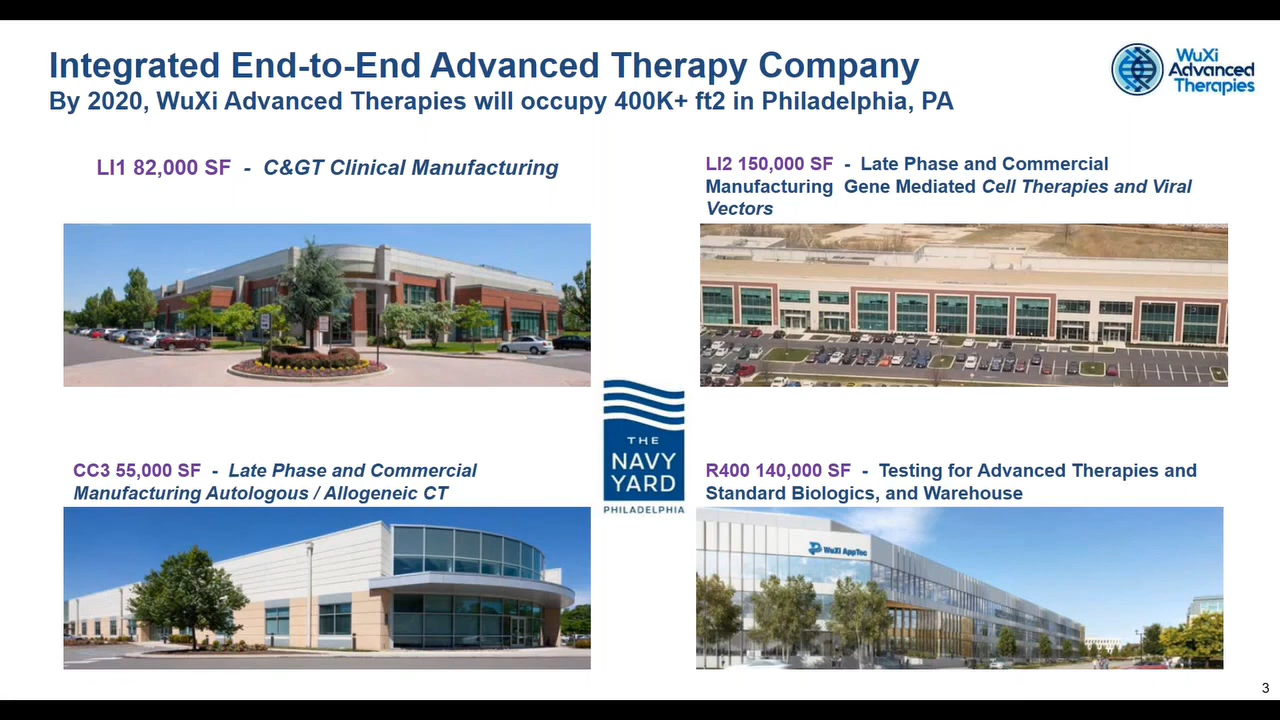 Integrated End-to-End Advanced Therapy Company
By 2020, WuXi Advanced Therapies will occupy 400K+ ft2 in Philadelphia, PA
WuXi
Advanced
Therapies
LI1 82,000 SF - C&GT Clinical Manufacturing
LI2 150,000 SF - Late Phase and Commercial
Manufacturing Gene Mediated Cell Therapies and Viral
Vectors
THE
NAVY
YARD
PHILADELPHIA
CC3 55,000 SF - Late Phase and Commercial
Manufacturing Autologous / Allogeneic CT
R400 140,000 SF - Testing for Advanced Therapies and
Standard Biologics, and Warehouse
WuXi AppTec
3